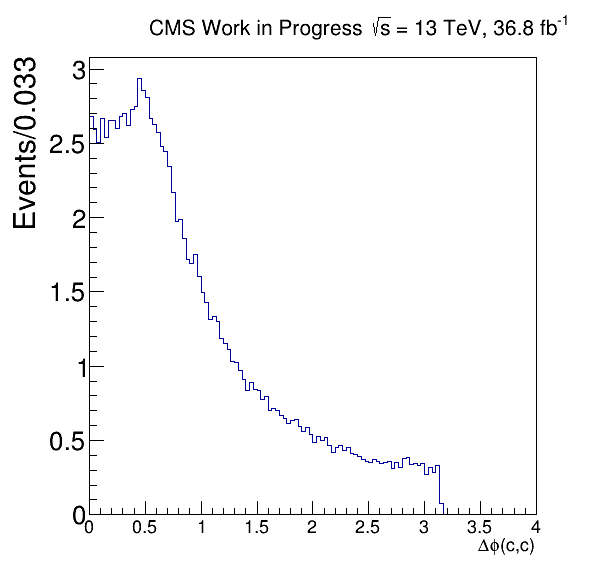 CMS Work in Progress √s = 13 TeV, 36.8 fb⁻¹
Events/0.033
3
2.5
2
1.5
1
0.5
0
0 0.5 1 1.5 2 2.5 3 3.5 4
Δϕ(c,c)